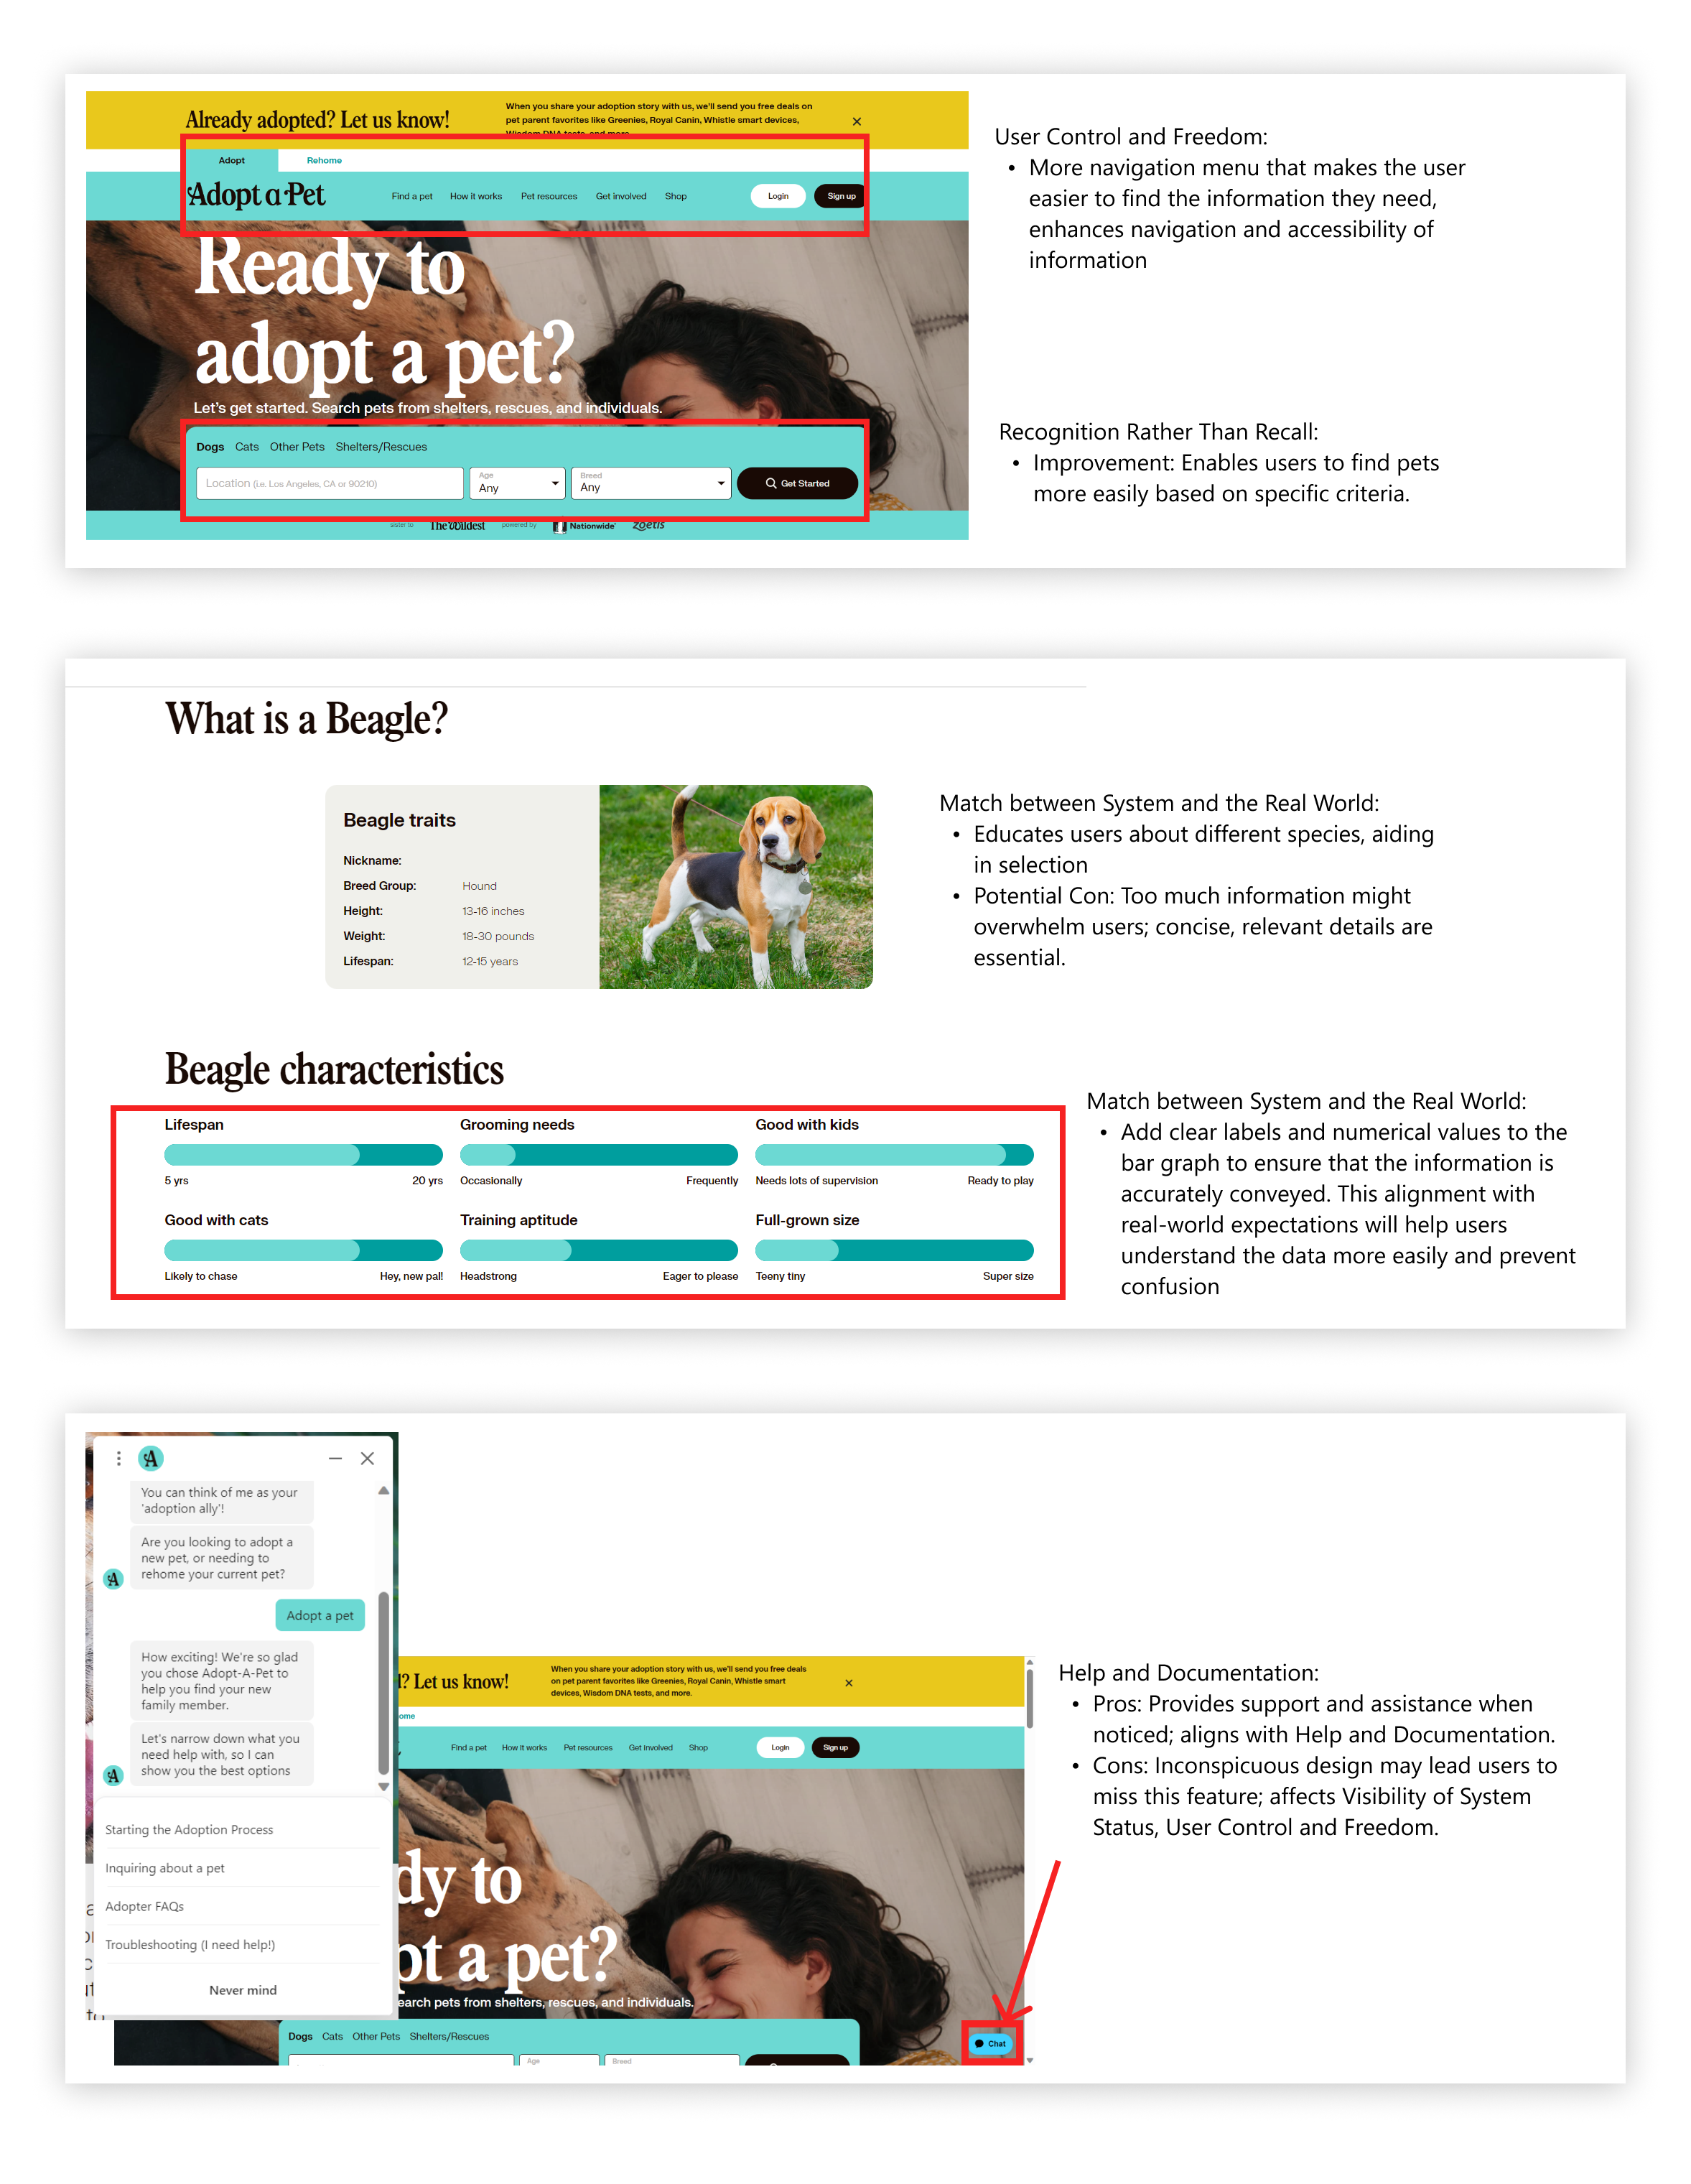 Already adopted? Let us know!
When you share your adoption story with us, we'll send you free deals on
pet parent favorites like Greenies, Royal Canin, Whistle smart devices,
Wisdom DNA tests, and more.
Adopt
Rehome
Adopt a Pet
Find a pet
How it works
Pet resources
Get involved
Shop
Login
Sign up
Ready to
adopt a pet?
Let's get started. Search pets from shelters, rescues, and individuals.
Dogs Cats Other Pets Shelters/Rescues
Location (i.e. Los Angeles, CA or 90210)
Age
Any
Breed
Any
Get Started
sister to
The Wildest
powered by
Nationwide
zoetis
User Control and Freedom:
• More navigation menu that makes the user
easier to find the information they need,
enhances navigation and accessibility of
information
Recognition Rather Than Recall:
• Improvement: Enables users to find pets
more easily based on specific criteria.
What is a Beagle?
Beagle traits
Nickname:
Breed Group: Hound
Height: 13-16 inches
Weight: 18-30 pounds
Lifespan: 12-15 years
Match between System and the Real World:
• Educates users about different species, aiding
in selection
• Potential Con: Too much information might
overwhelm users; concise, relevant details are
essential.
Beagle characteristics
Lifespan
5 yrs 20 yrs
Grooming needs
Occasionally Frequently
Good with kids
Needs lots of supervision Ready to play
Good with cats
Likely to chase Hey, new pal!
Training aptitude
Headstrong Eager to please
Full-grown size
Teeny tiny Super size
Match between System and the Real World:
• Add clear labels and numerical values to the
bar graph to ensure that the information is
accurately conveyed. This alignment with
real-world expectations will help users
understand the data more easily and prevent
confusion
A
You can think of me as your
'adoption ally'!
Are you looking to adopt a
new pet, or needing to
rehome your current pet?
A
Adopt a pet
How exciting! We're so glad
you chose Adopt-A-Pet to
help you find your new
family member.
Let's narrow down what you
need help with, so I can
show you the best options
A
Starting the Adoption Process
Inquiring about a pet
Adopter FAQs
Troubleshooting (I need help!)
Never mind
d? Let us know!
When you share your adoption story with us, we'll send you free deals
on pet parent favorites like Greenies, Royal Canin, Whistle smart
devices, Wisdom DNA tests, and more.
ome
Find a pet
How it works
Pet resources
Get involved
Shop
Login
Sign up
dy to
pt a pet?
earch pets from shelters, rescues, and individuals.
Dogs Cats Other Pets Shelters/Rescues
Age
Breed
Chat
Help and Documentation:
• Pros: Provides support and assistance when
noticed; aligns with Help and Documentation.
• Cons: Inconspicuous design may lead users to
miss this feature; affects Visibility of System
Status, User Control and Freedom.